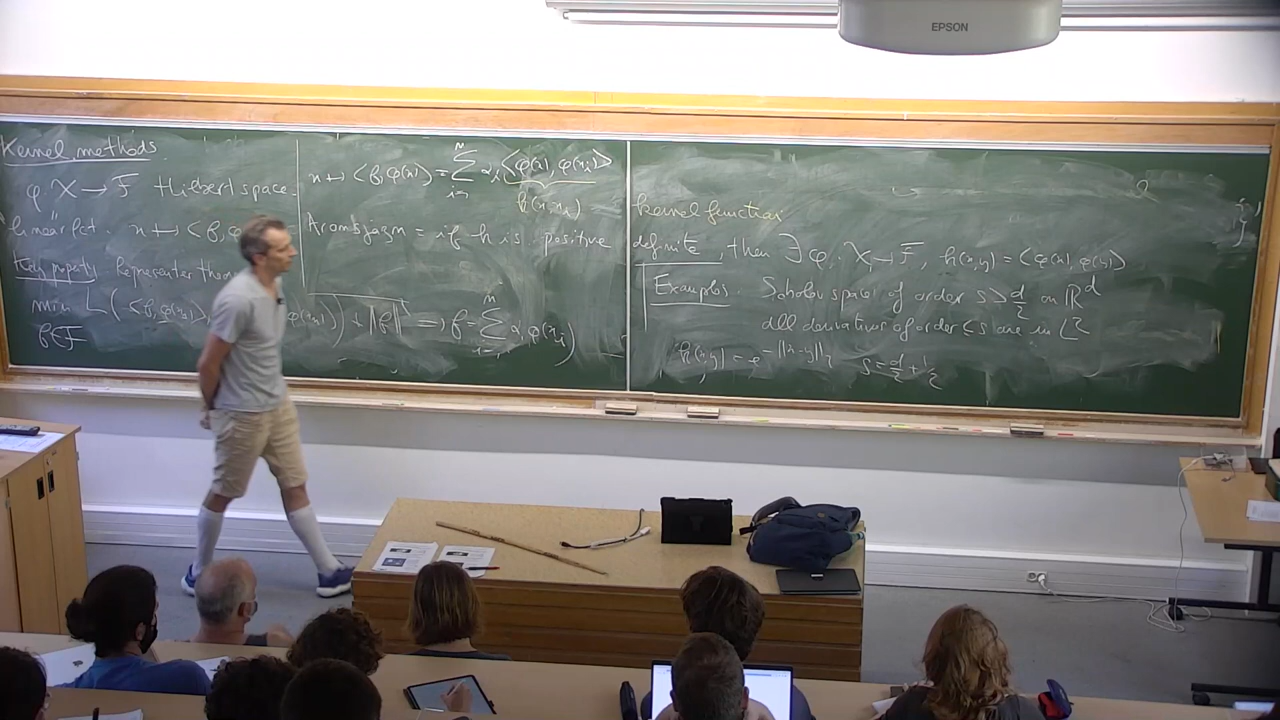 EPSON
Kernel methods
φ: X → F Hilbert space
linear fct. x ↦ <β, φ(
Key property Representer theo
min L(<β, φ(x₁)>, φ(xₙ)) + ‖β‖ ⇒ β = Σ αᵢ φ(xᵢ)
β∈F
x ↦ <β, φ(x)> = Σ αᵢ <φ(x), φ(xᵢ)>
k(x, xᵢ)
Aronszajn = if k is positive
kernel function
definite, then ∃ φ: X → F, k(x,y) = <φ(x), φ(y)>
Examples. Sobolev spaces of order s > d/2 on ℝᵈ
all derivatives of order ≤ s are in L²
k(x,y) = e^{-‖x-y‖₂} s = d/2 + 1/2